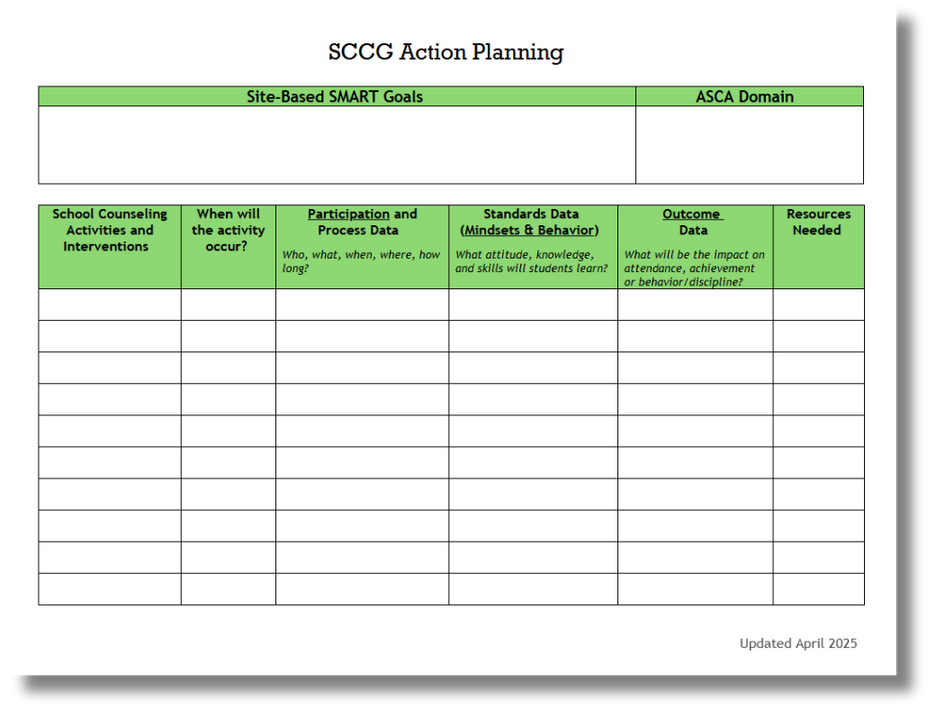 SCCG Action Planning
Site-Based SMART Goals
ASCA Domain
School Counseling
Activities and
Interventions
When will
the activity
occur?
Participation and
Process Data
Who, what, when, where, how
long?
Standards Data
(Mindsets & Behavior)
What attitude, knowledge,
and skills will students learn?
Outcome
Data
What will be the impact on
attendance, achievement
or behavior/discipline?
Resources
Needed
Updated April 2025